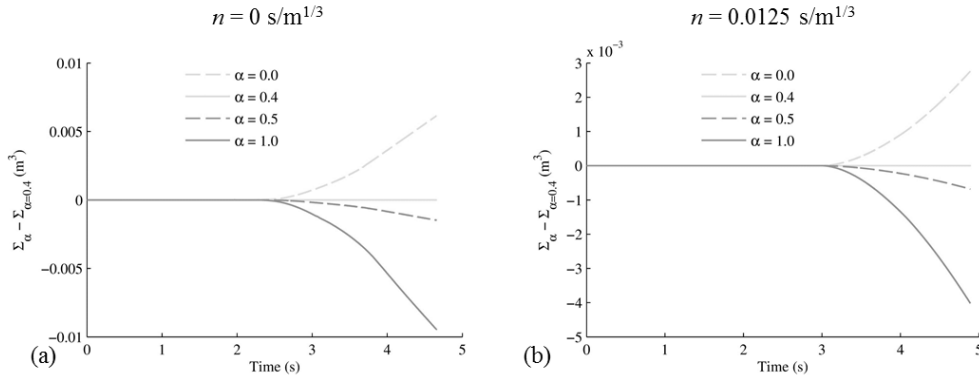 n = 0 s/m^1/3
0.01
0.005
0
−0.005
−0.01
Σα − Σα=0.4 (m³)
α = 0.0
α = 0.4
α = 0.5
α = 1.0
0 1 2 3 4 5
Time (s)
(a)
n = 0.0125 s/m^1/3
x 10⁻³
3
2
1
0
−1
−2
−3
−4
−5
Σα − Σα=0.4 (m³)
α = 0.0
α = 0.4
α = 0.5
α = 1.0
0 1 2 3 4 5
Time (s)
(b)